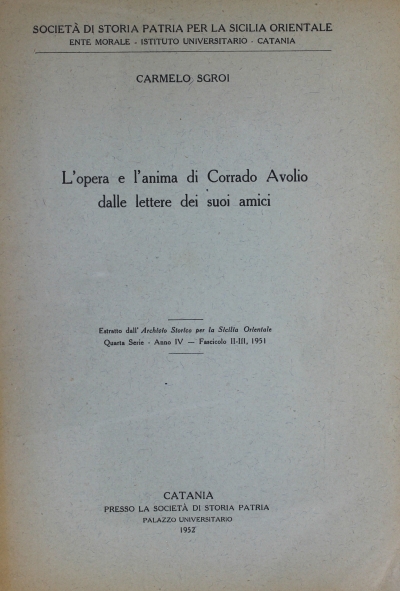 SOCIETÀ DI STORIA PATRIA PER LA SICILIA ORIENTALE
ENTE MORALE - ISTITUTO UNIVERSITARIO - CATANIA
CARMELO SGROI
L'opera e l'anima di Corrado Avolio
dalle lettere dei suoi amici
Estratto dall' Archivio Storico per la Sicilia Orientale
Quarta Serie - Anno IV — Fascicolo II-III, 1951
CATANIA
PRESSO LA SOCIETÀ DI STORIA PATRIA
PALAZZO UNIVERSITARIO
1952